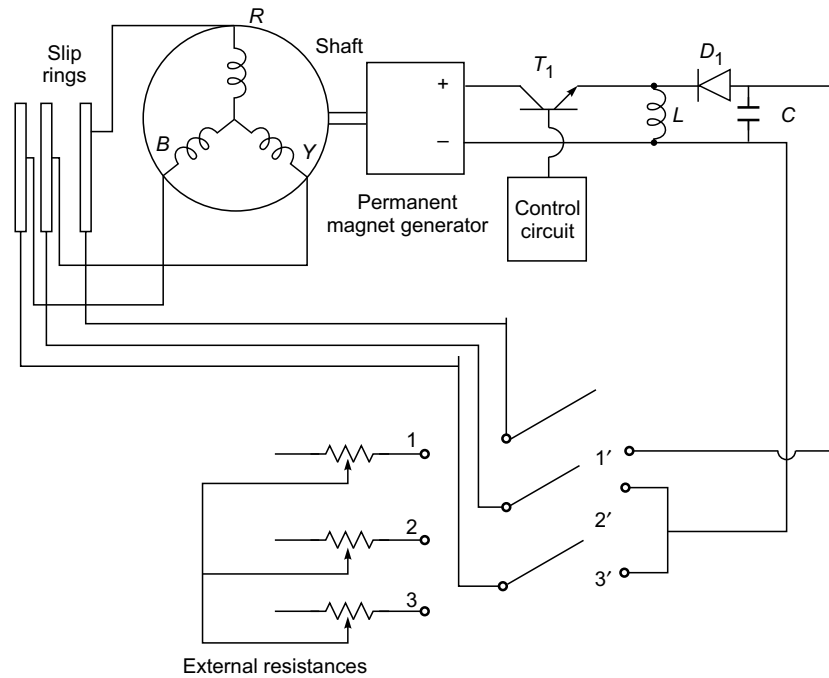 R
Slip
rings
Shaft
B
Y
+
–
Permanent
magnet generator
T1
Control
circuit
L
D1
C
1
2
3
1′
2′
3′
External resistances